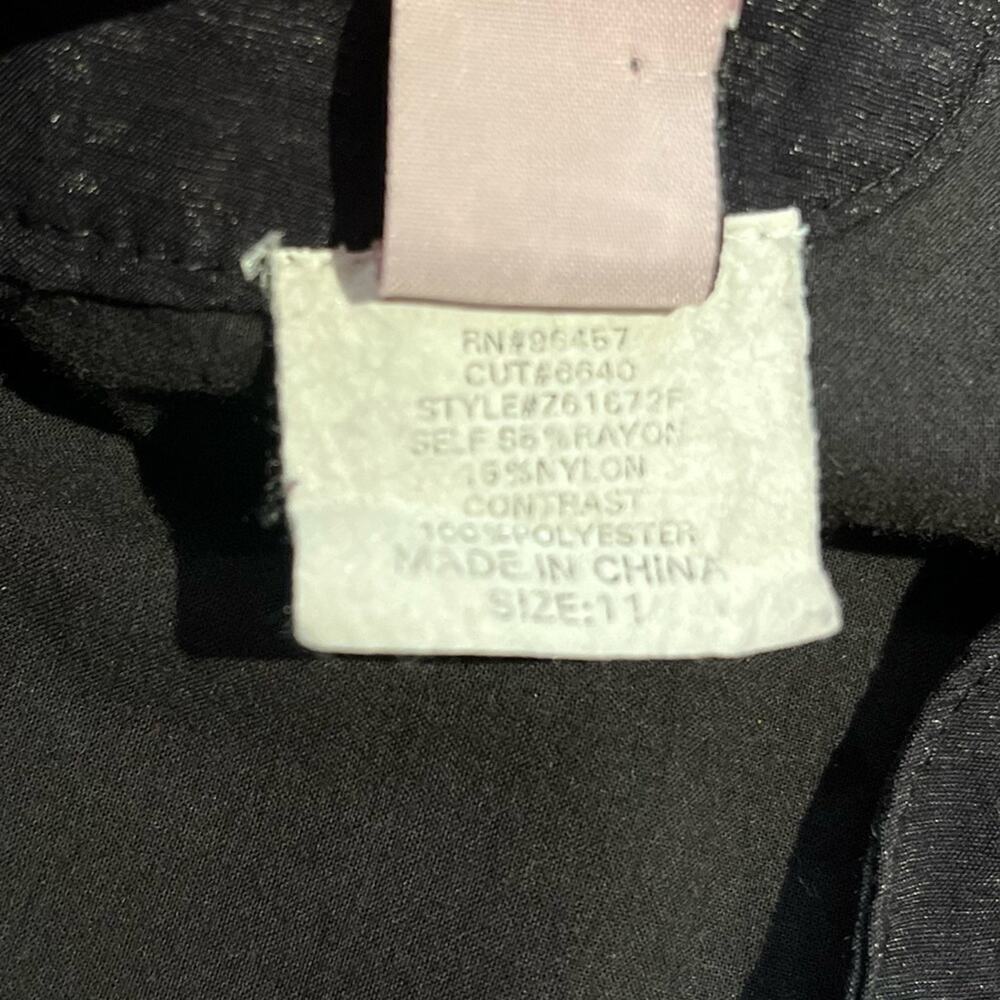 RN#96457
CUT#6640
STYLE#Z61672F
SELF 85%RAYON
15%NYLON
CONTRAST
100%POLYESTER
MADE IN CHINA
SIZE:11